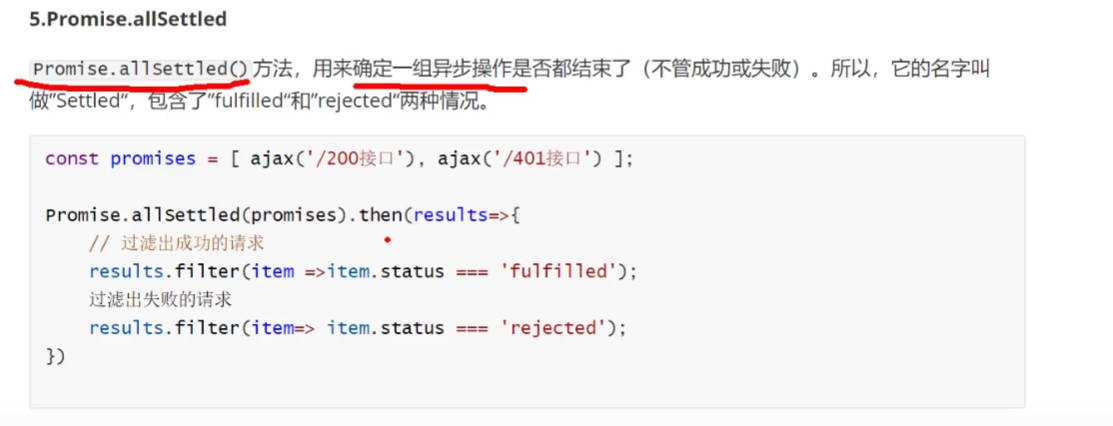 5.Promise.allSettled
Promise.allSettled()方法，用来确定一组异步操作是否都结束了（不管成功或失败）。所以，它的名字叫
做”Settled“，包含了”fulfilled“和”rejected“两种情况。
const promises = [ ajax('/200接口'), ajax('/401接口') ];
Promise.allSettled(promises).then(results=>{
// 过滤出成功的请求
results.filter(item =>item.status === 'fulfilled');
过滤出失败的请求
results.filter(item=> item.status === 'rejected');
})